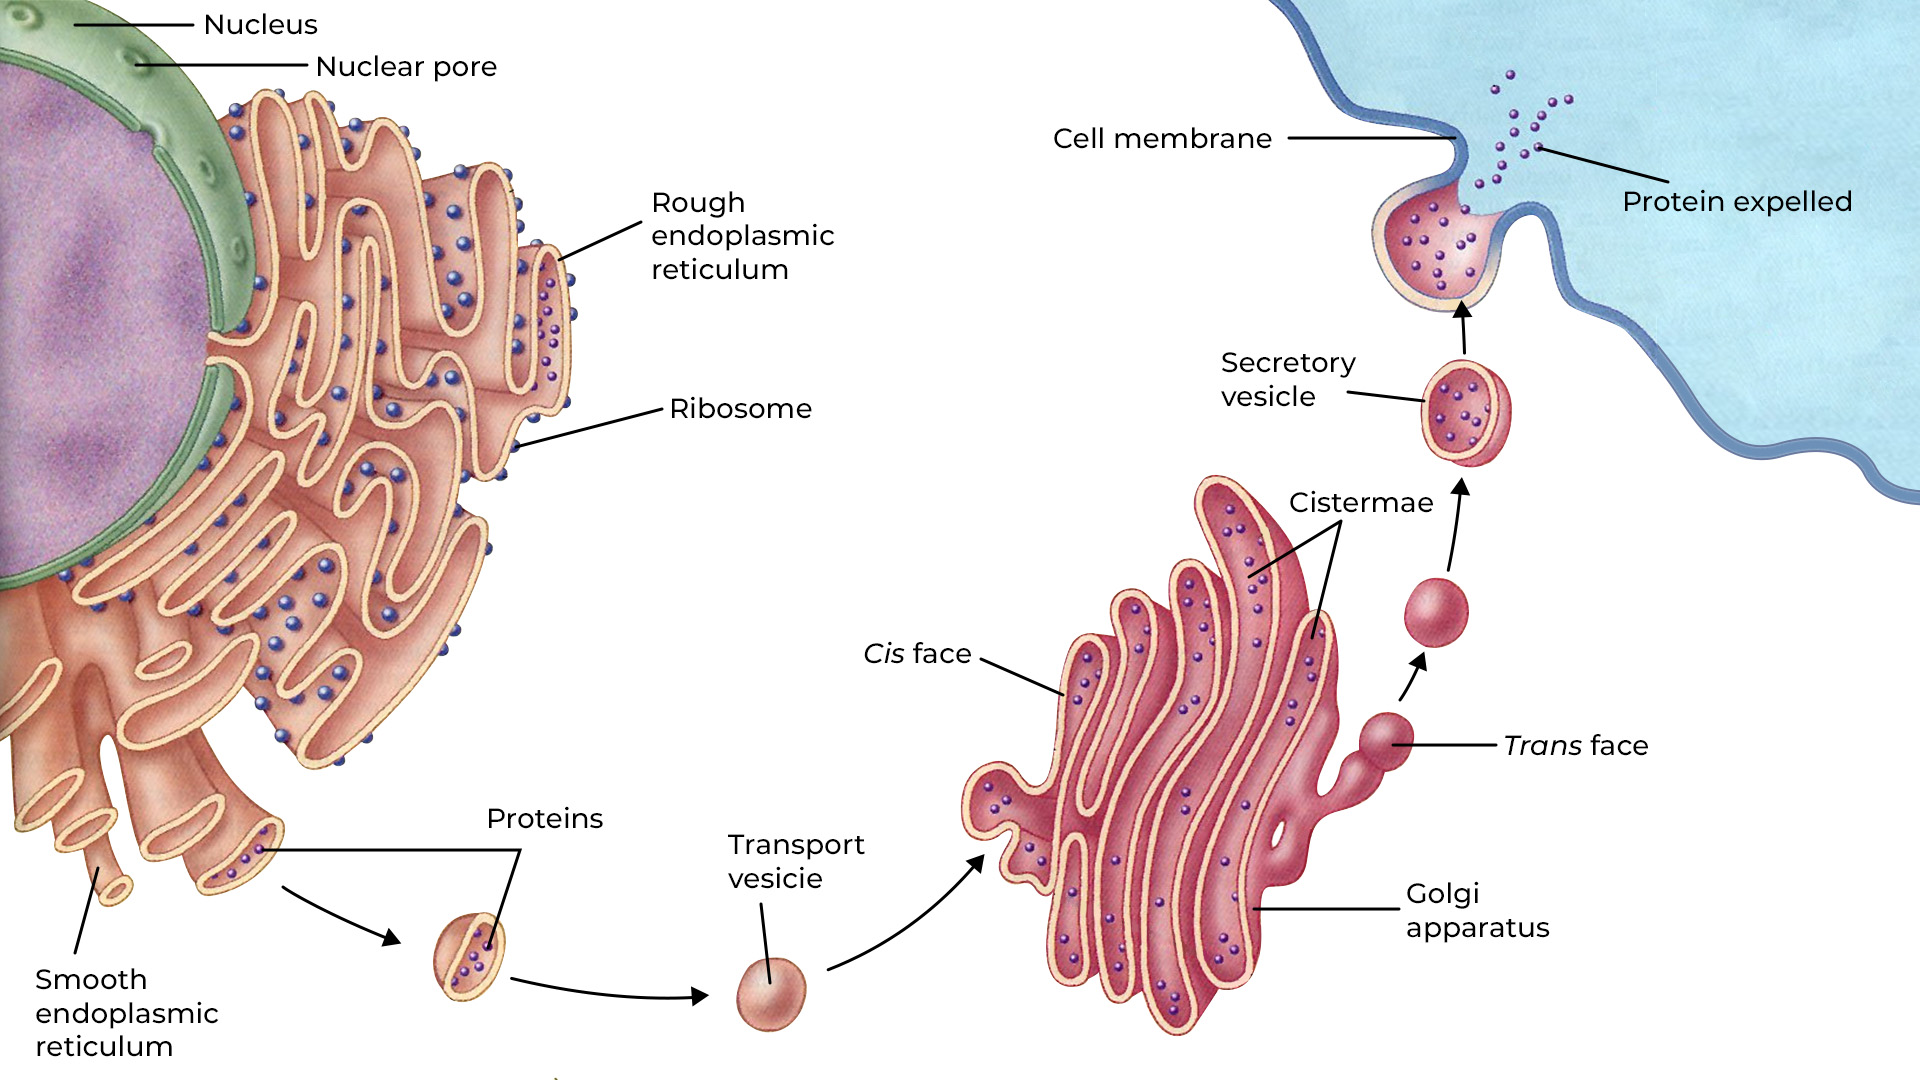 Nucleus
Nuclear pore
Rough
endoplasmic
reticulum
Ribosome
Cell membrane
Protein expelled
Secretory
vesicle
Cistermae
Cis face
Trans face
Proteins
Transport
vesicie
Golgi
apparatus
Smooth
endoplasmic
reticulum